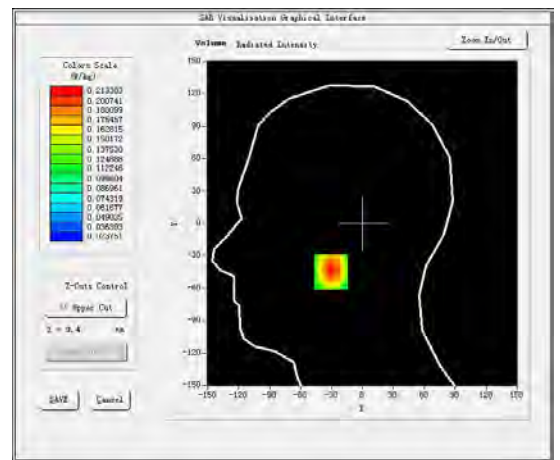 SAR Visualisation Graphical Interface
Volume Radiated Intensity
Zoom In/Out
Colors Scale
(W/kg)
0.213383
0.200741
0.175457
0.162815
0.150172
0.137530
0.124888
0.112246
0.099604
0.086961
0.074319
0.061677
0.049035
0.036393
150
120
90
60
30
0
-30
-60
-90
-120
-150
Y
-150 -120 -90 -60 -30 0 30 60 90 120 150
X
Z-Cuts Control
Upper Cut
mm
SAVE
Cancel